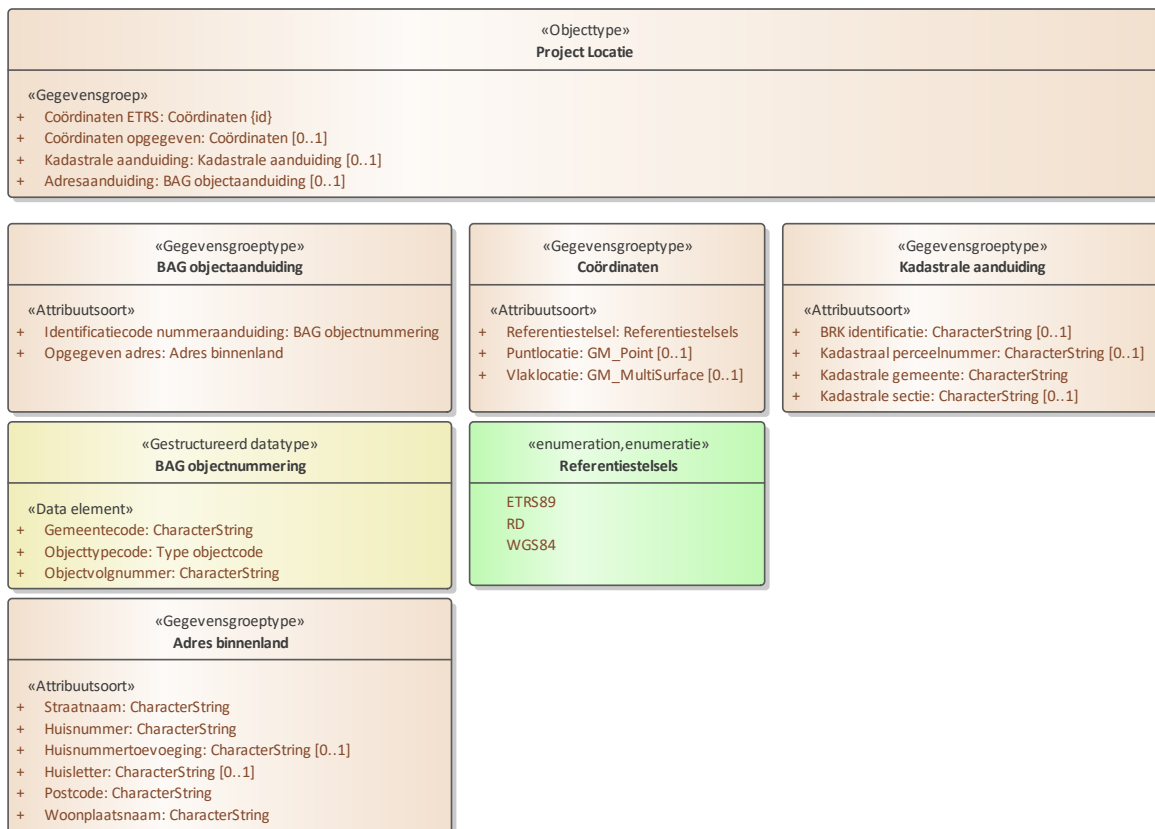 «Objecttype»
Project Locatie
«Gegevensgroep»
+ Coördinaten ETRS: Coördinaten {id}
+ Coördinaten opgegeven: Coördinaten [0..1]
+ Kadastrale aanduiding: Kadastrale aanduiding [0..1]
+ Adresaanduiding: BAG objectaanduiding [0..1]
«Gegevensgroeptype»
BAG objectaanduiding
«Attribuutsoort»
+ Identificatiecode nummeraanduiding: BAG objectnummering
+ Opgegeven adres: Adres binnenland
«Gegevensgroeptype»
Coördinaten
«Attribuutsoort»
+ Referentiestelsel: Referentiestelsels
+ Puntlocatie: GM_Point [0..1]
+ Vlaklocatie: GM_MultiSurface [0..1]
«Gegevensgroeptype»
Kadastrale aanduiding
«Attribuutsoort»
+ BRK identificatie: CharacterString [0..1]
+ Kadastraal perceelnummer: CharacterString [0..1]
+ Kadastrale gemeente: CharacterString
+ Kadastrale sectie: CharacterString [0..1]
«Gestructureerd datatype»
BAG objectnummering
«Data element»
+ Gemeentecode: CharacterString
+ Objecttypecode: Type objectcode
+ Objectvolgnummer: CharacterString
«enumeration,enumeratie»
Referentiestelsels
ETRS89
RD
WGS84
«Gegevensgroeptype»
Adres binnenland
«Attribuutsoort»
+ Straatnaam: CharacterString
+ Huisnummer: CharacterString
+ Huisnummertoevoeging: CharacterString [0..1]
+ Huisletter: CharacterString [0..1]
+ Postcode: CharacterString
+ Woonplaatsnaam: CharacterString